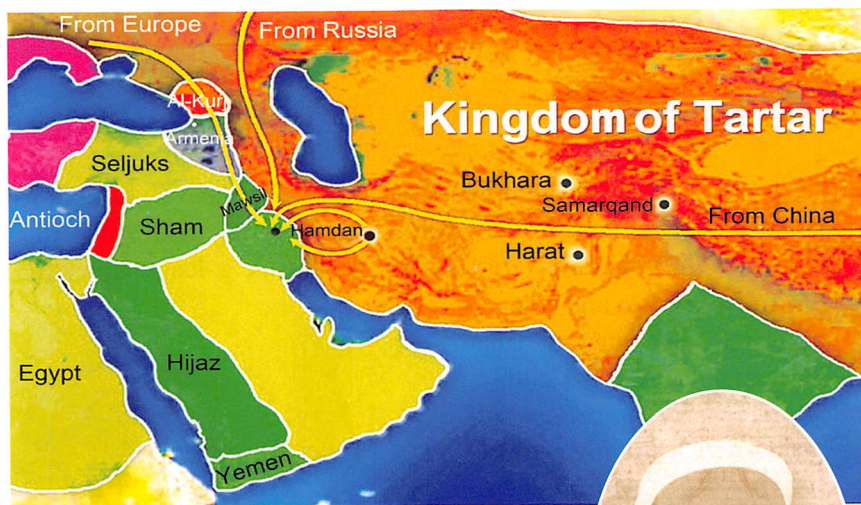 From Europe
From Russia
Al-Kurj
Armenia
Kingdom of Tartar
Seljuks
Bukhara
Mawsil
Samarqand
Antioch
Sham
Hamdan
From China
Harat
Egypt
Hijaz
Yemen